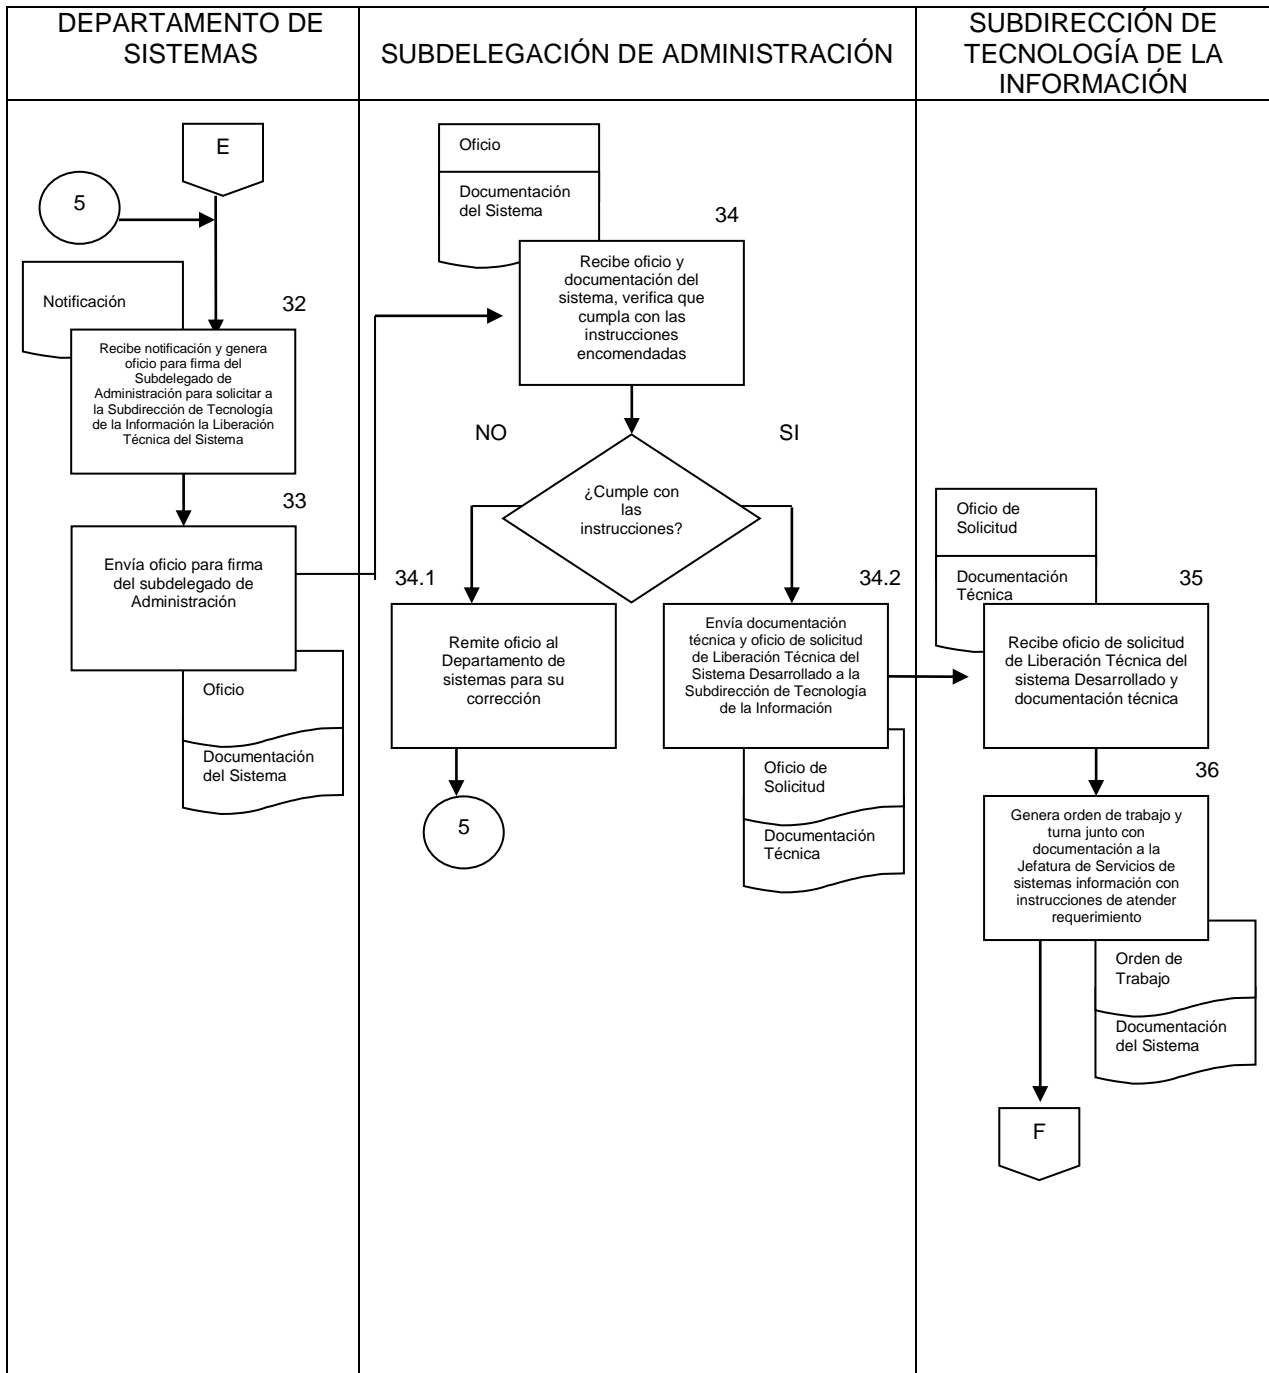 DEPARTAMENTO DE
SISTEMAS
SUBDELEGACIÓN DE ADMINISTRACIÓN
SUBDIRECCIÓN DE
TECNOLOGÍA DE LA
INFORMACIÓN
E
5
Notificación
32
Recibe notificación y genera
oficio para firma del
Subdelegado de
Administración para solicitar a
la Subdirección de Tecnología
de la Información la Liberación
Técnica del Sistema
33
Envía oficio para firma
del subdelegado de
Administración
Oficio
Documentación
del Sistema
Oficio
Documentación
del Sistema
34
Recibe oficio y
documentación del
sistema, verifica que
cumpla con las
instrucciones
encomendadas
NO
SI
¿Cumple con
las
instrucciones?
34.1
Remite oficio al
Departamento de
sistemas para su
corrección
5
34.2
Envía documentación
técnica y oficio de solicitud
de Liberación Técnica del
Sistema Desarrollado a la
Subdirección de Tecnología
de la Información
Oficio de
Solicitud
Documentación
Técnica
Oficio de
Solicitud
Documentación
Técnica
35
Recibe oficio de solicitud
de Liberación Técnica del
sistema Desarrollado y
documentación técnica
36
Genera orden de trabajo y
turna junto con
documentación a la
Jefatura de Servicios de
sistemas información con
instrucciones de atender
requerimiento
Orden de
Trabajo
Documentación
del Sistema
F